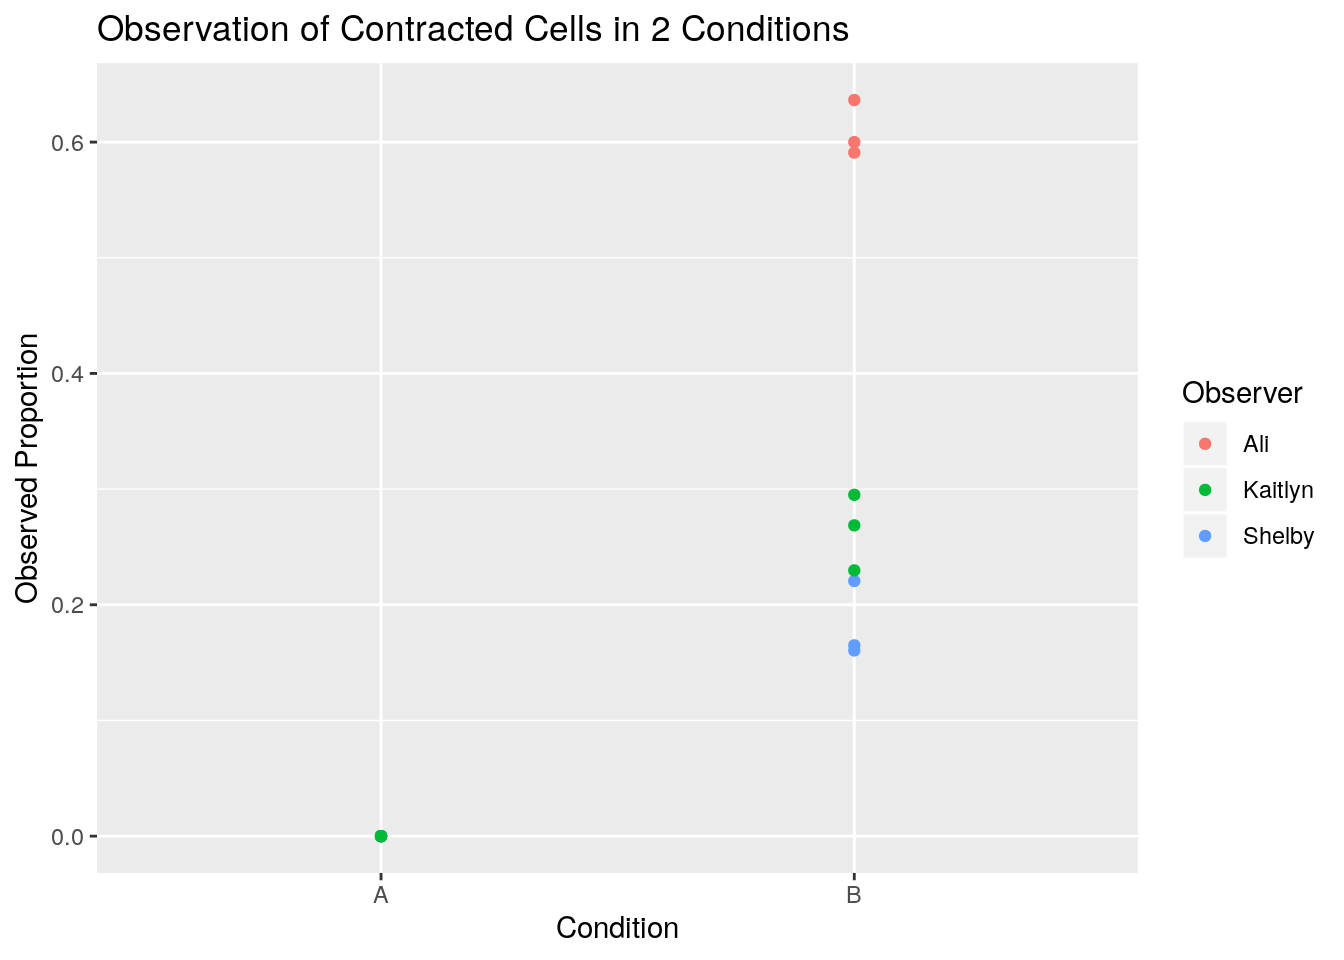 Observation of Contracted Cells in 2 Conditions
Observed Proportion
0.6
0.4
0.2
0.0
A
B
Condition
Observer
Ali
Kaitlyn
Shelby